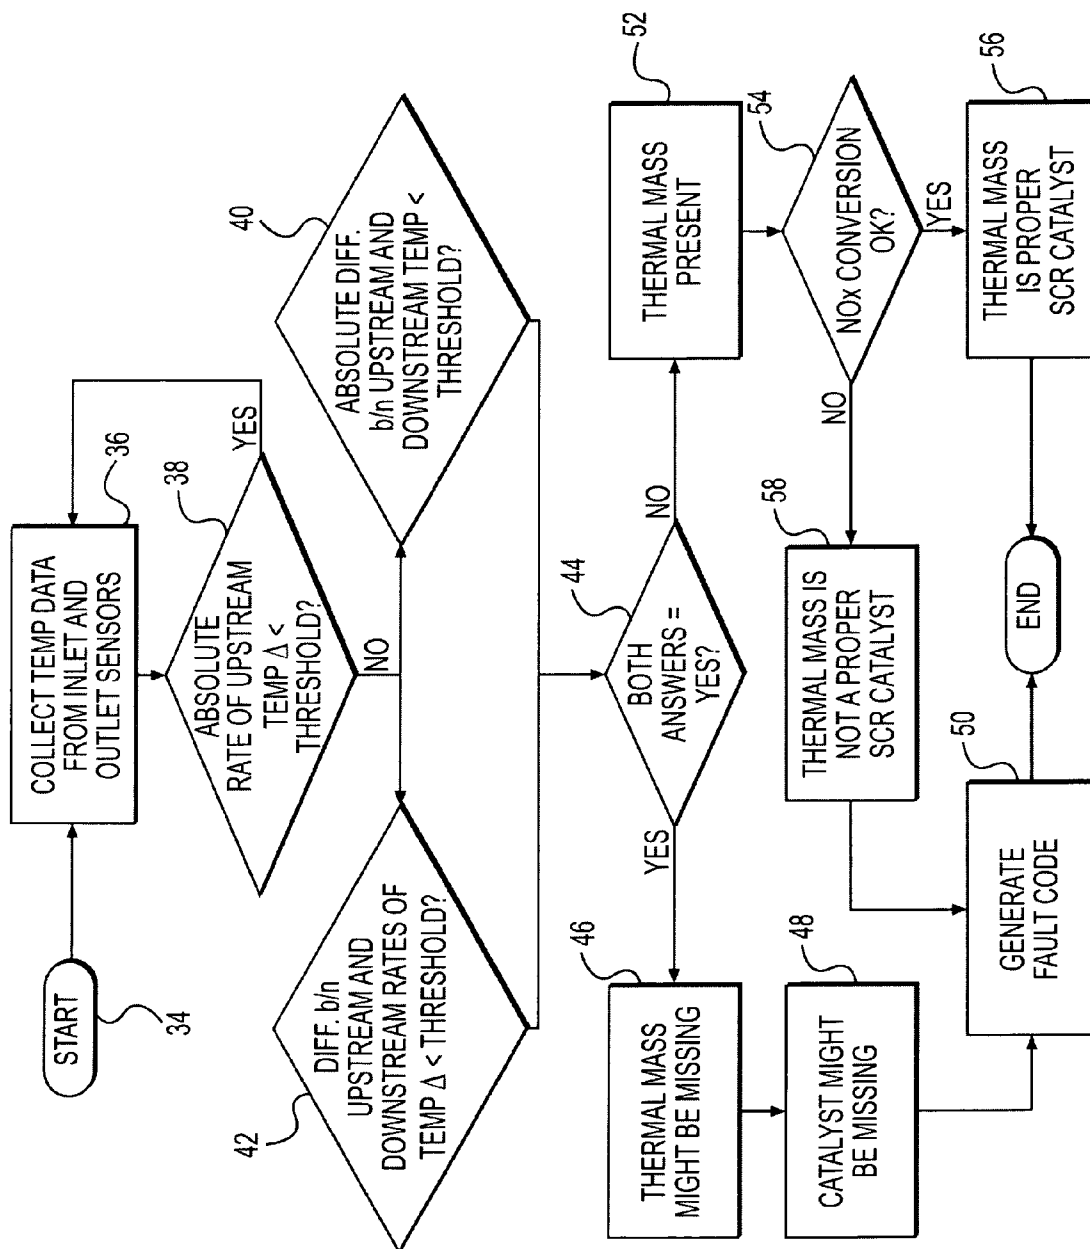 START
34
COLLECT TEMP DATA
FROM INLET AND
OUTLET SENSORS
36
ABSOLUTE
RATE OF UPSTREAM
TEMP Δ <
THRESHOLD?
38
YES
NO
ABSOLUTE DIFF.
b/n UPSTREAM AND
DOWNSTREAM TEMP <
THRESHOLD?
40
DIFF. b/n
UPSTREAM AND
DOWNSTREAM RATES OF
TEMP Δ < THRESHOLD?
42
BOTH
ANSWERS =
YES?
44
YES
NO
THERMAL MASS
MIGHT BE MISSING
46
CATALYST MIGHT
BE MISSING
48
GENERATE
FAULT CODE
50
THERMAL MASS
PRESENT
52
NOx CONVERSION
OK?
54
YES
NO
THERMAL MASS
IS PROPER
SCR CATALYST
56
THERMAL MASS IS
NOT A PROPER
SCR CATALYST
58
END